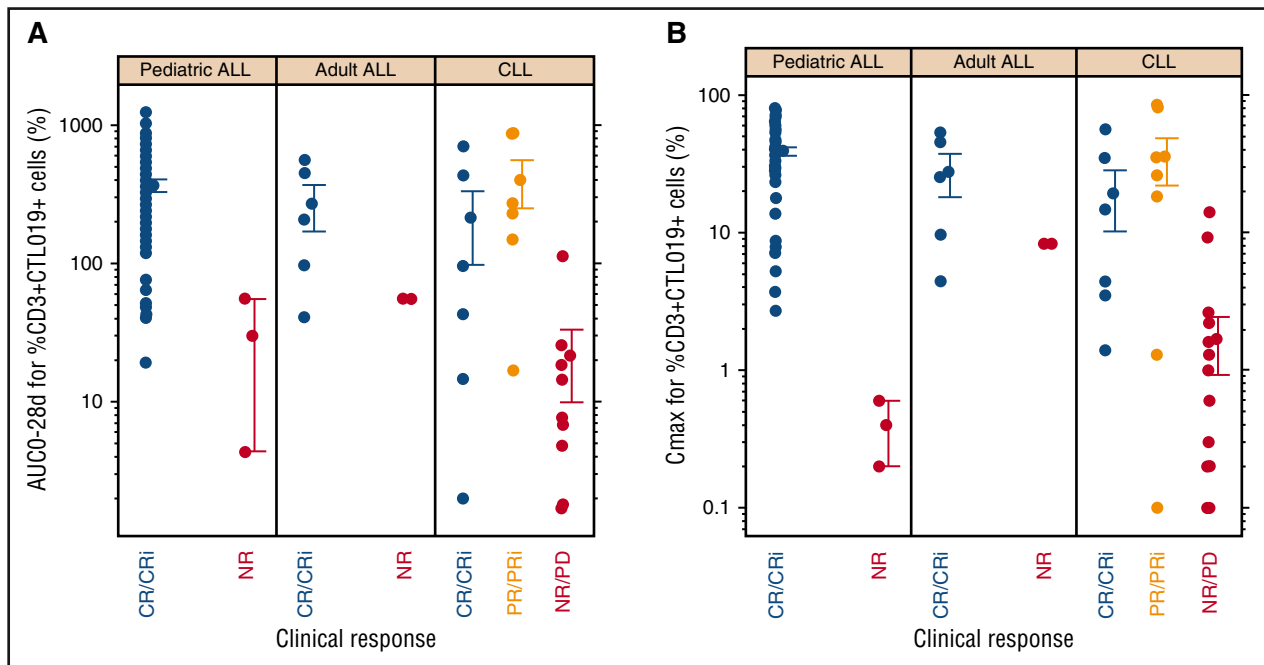 A
Pediatric ALL Adult ALL CLL
AUC0-28d for %CD3+CTL019+ cells (%)
1000
100
10
CR/CRi NR CR/CRi NR CR/CRi PR/PRi NR/PD
Clinical response
B
Pediatric ALL Adult ALL CLL
Cmax for %CD3+CTL019+ cells (%)
100
10
1
0.1
CR/CRi NR CR/CRi NR CR/CRi PR/PRi NR/PD
Clinical response